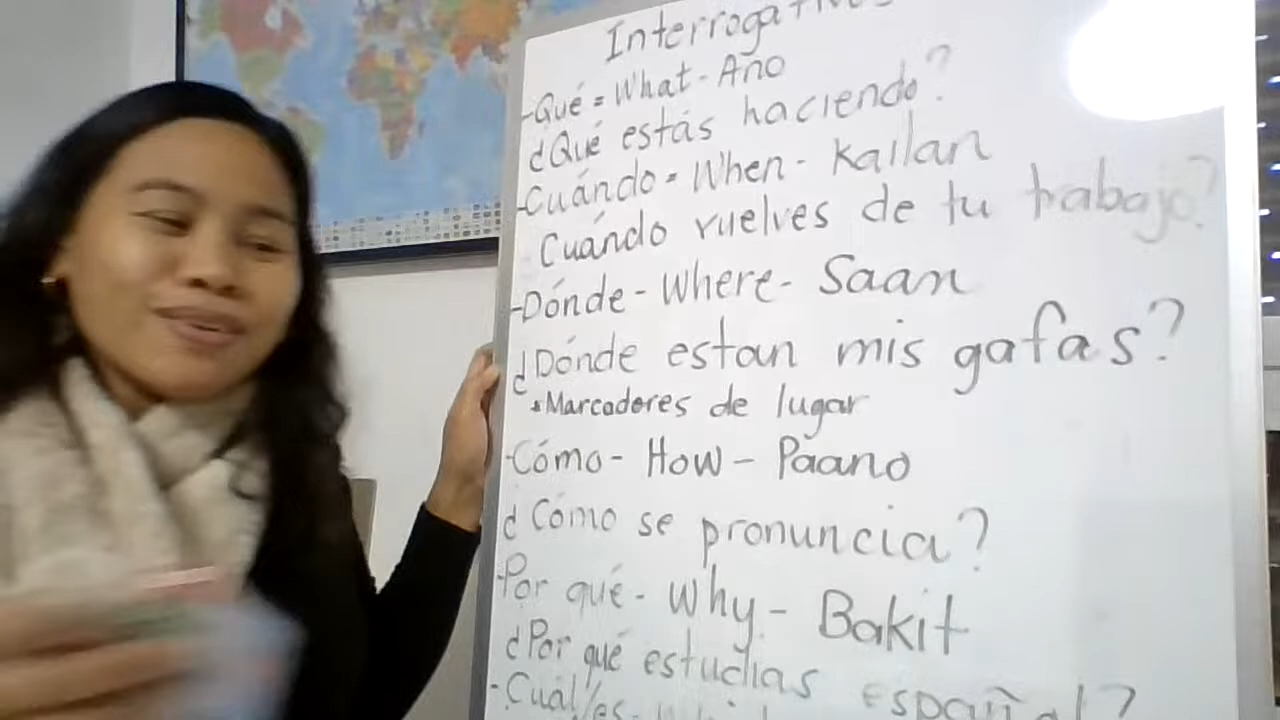 Interrogativos
-Qué = What - Año
¿Qué estás haciendo?
-Cuándo = When - Kailan
Cuándo vuelves de tu trabajo?
-Dónde - Where - Saan
¿Dónde estan mis gafas?
*Marcadores de lugar
-Cómo - How - Paano
¿Cómo se pronuncia?
-Por qué - Why - Bakit
¿Por qué estudias español?
-Cuál/es -